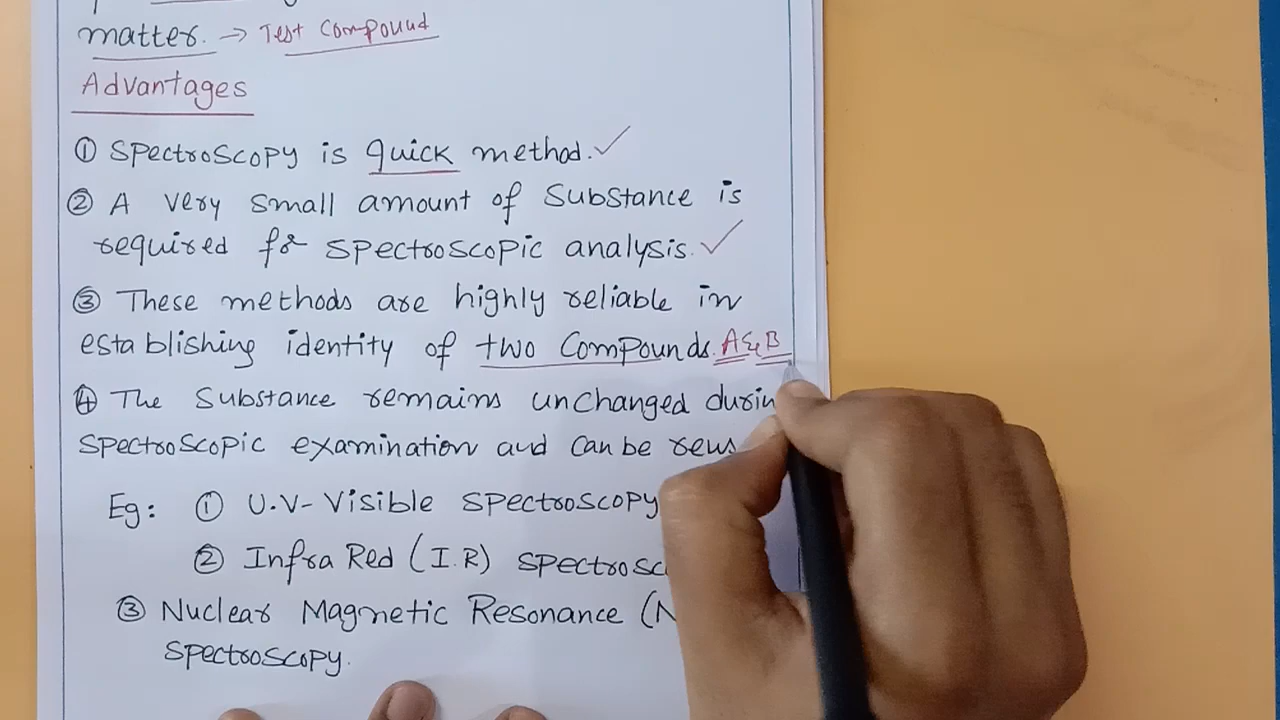 matter. → Test Compound
Advantages
① Spectroscopy is quick method. ✓
② A very small amount of Substance is
required for spectroscopic analysis. ✓
③ These methods are highly reliable in
establishing identity of two Compounds. A & B
④ The Substance remains unchanged durin
spectroscopic examination and can be reus
Eg: ① U.V-Visible spectroscopy
② Infra Red (I.R) spectrosc
③ Nuclear Magnetic Resonance (N
spectroscopy.